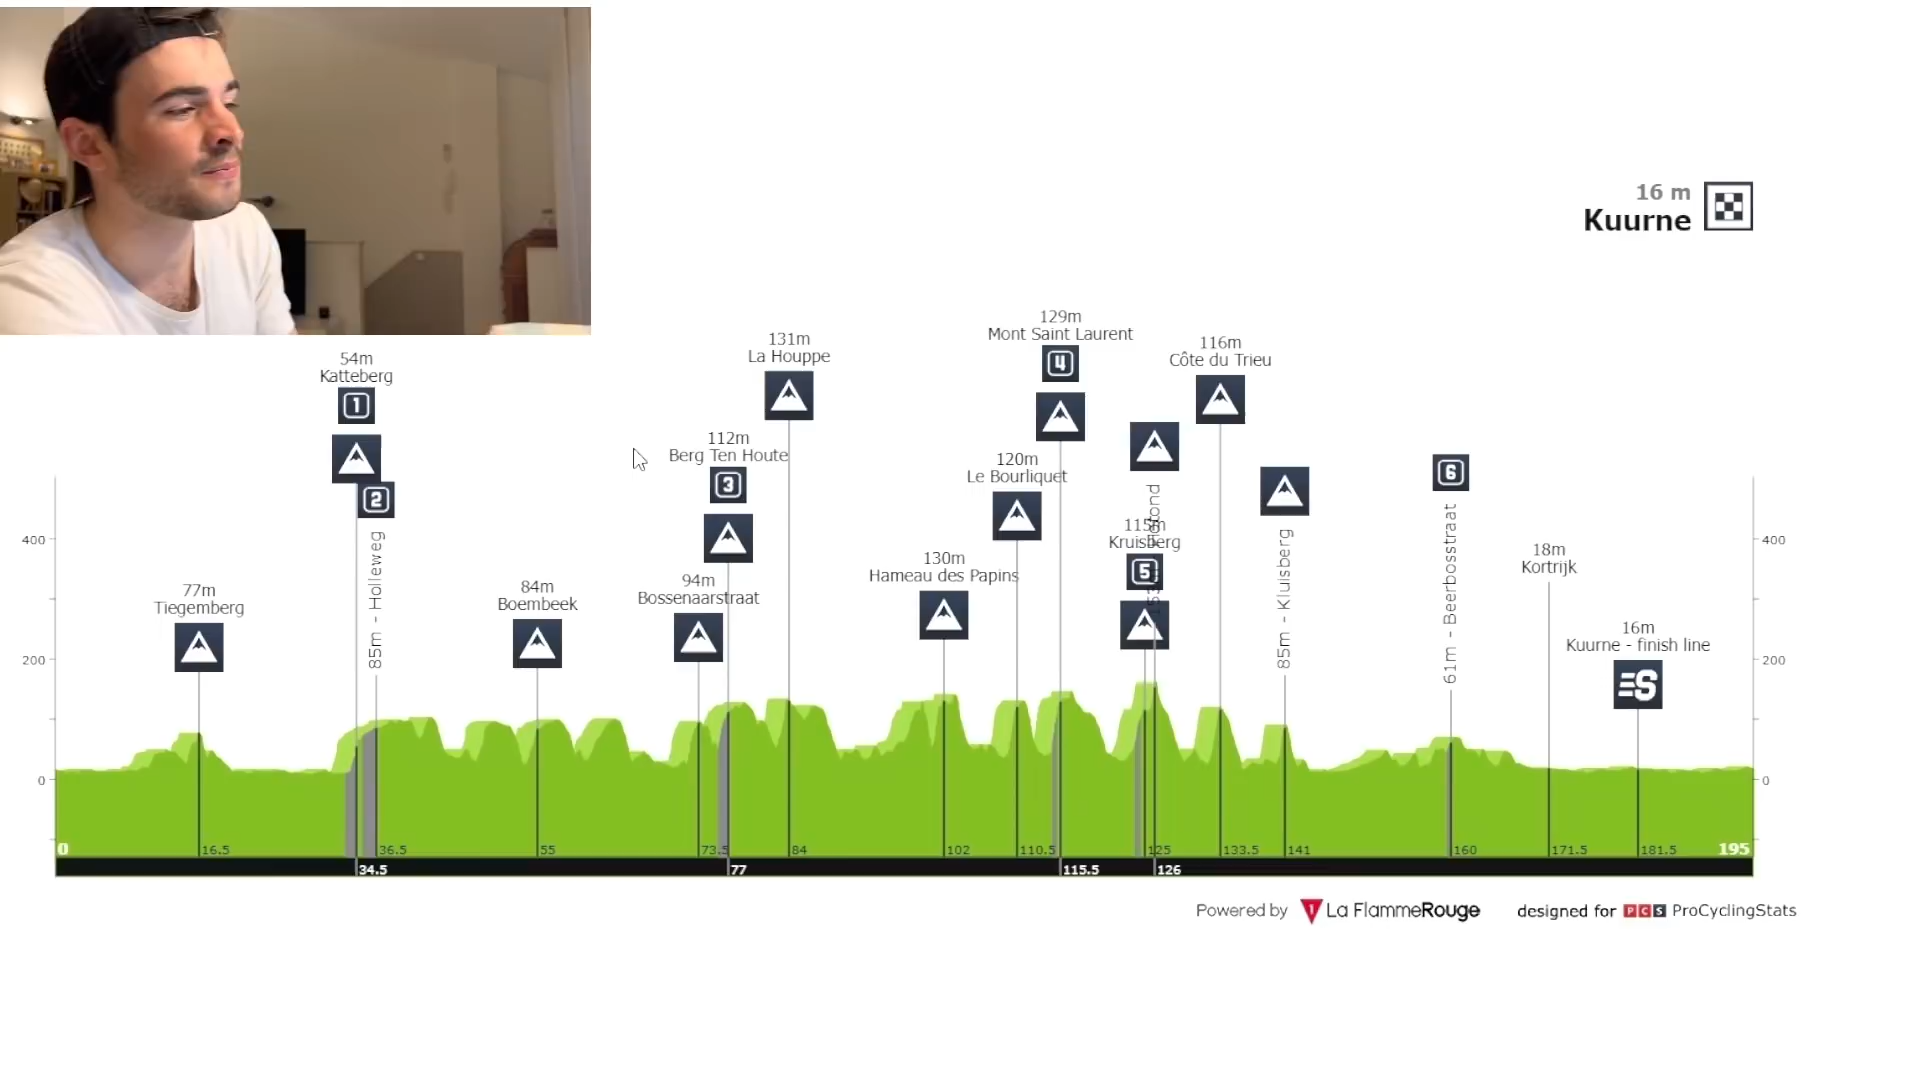 16 m
Kuurne
54m
Katteberg
1
2
85m - Holleweg
77m
Tiegemberg
84m
Boembeek
94m
Bossenaarstraat
112m
Berg Ten Houte
3
131m
La Houppe
130m
Hameau des Papins
120m
Le Bourliquet
129m
Mont Saint Laurent
4
115m
Kruisberg
5
116m
Côte du Trieu
85m - Kluisberg
6
61m - Beerbosstraat
18m
Kortrijk
16m
Kuurne - finish line
S
400
200
0
400
200
0
0
16.5
36.5
55
73.5
84
102
110.5
125
133.5
141
160
171.5
181.5
195
34.5
77
115.5
126
Powered by
1
La FlammeRouge
designed for PCS ProCyclingStats